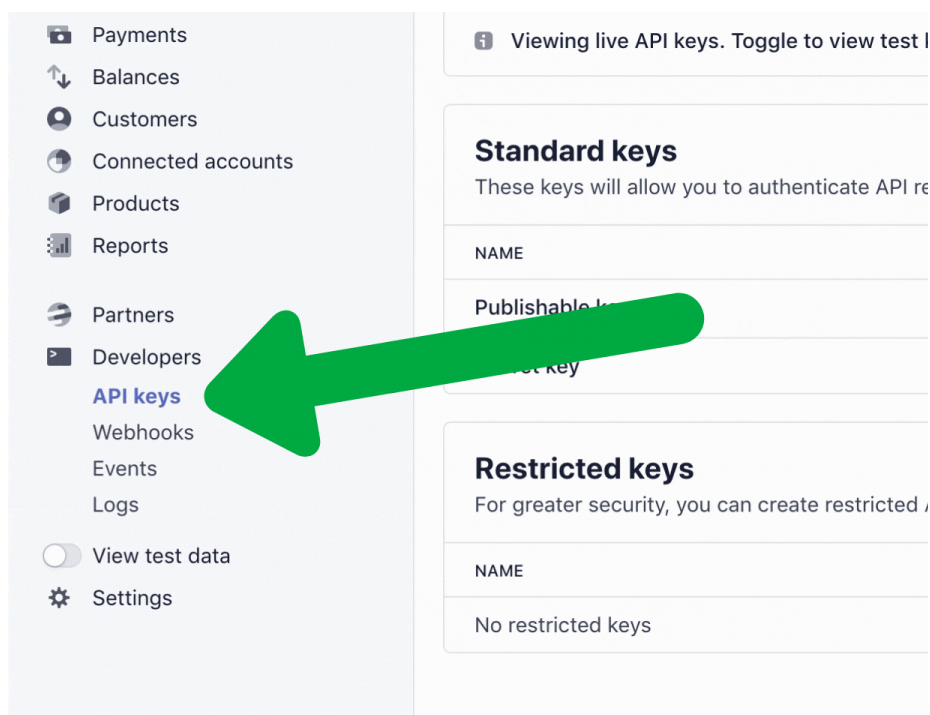 Payments
Balances
Customers
Connected accounts
Products
Reports
Partners
Developers
API keys
Webhooks
Events
Logs
View test data
Settings
Viewing live API keys. Toggle to view test
Standard keys
These keys will allow you to authenticate API
NAME
Publishable
key
Restricted keys
For greater security, you can create restricted
NAME
No restricted keys